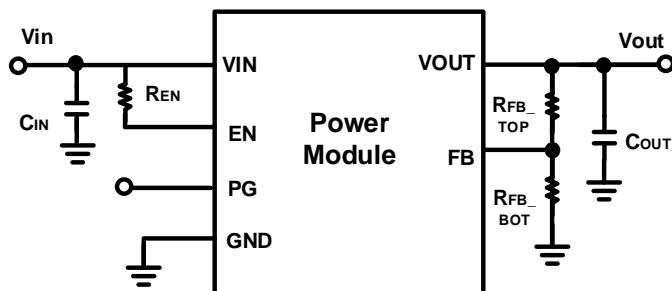 Vin
VIN
VOUT
Vout
REN
RFB_
TOP
CIN
EN
Power
Module
FB
COUT
PG
RFB_
BOT
GND